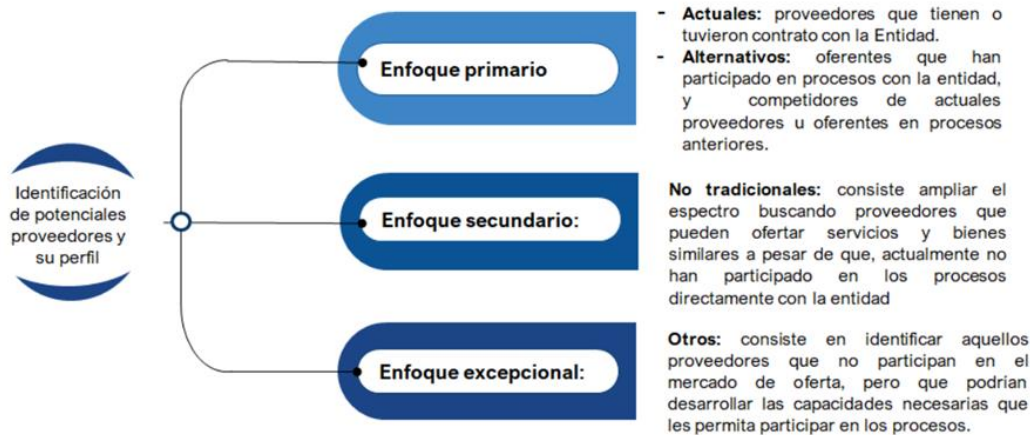 Identificación
de potenciales
proveedores y
su perfil
Enfoque primario
- Actuales: proveedores que tienen o
tuvieron contrato con la Entidad.
- Alternativos: oferentes que han
participado en procesos con la entidad,
y competidores de actuales
proveedores u oferentes en procesos
anteriores.
Enfoque secundario:
No tradicionales: consiste ampliar el
espectro buscando proveedores que
pueden ofertar servicios y bienes
similares a pesar de que, actualmente no
han participado en los procesos
directamente con la entidad
Enfoque excepcional:
Otros: consiste en identificar aquellos
proveedores que no participan en el
mercado de oferta, pero que podrían
desarrollar las capacidades necesarias que
les permita participar en los procesos.